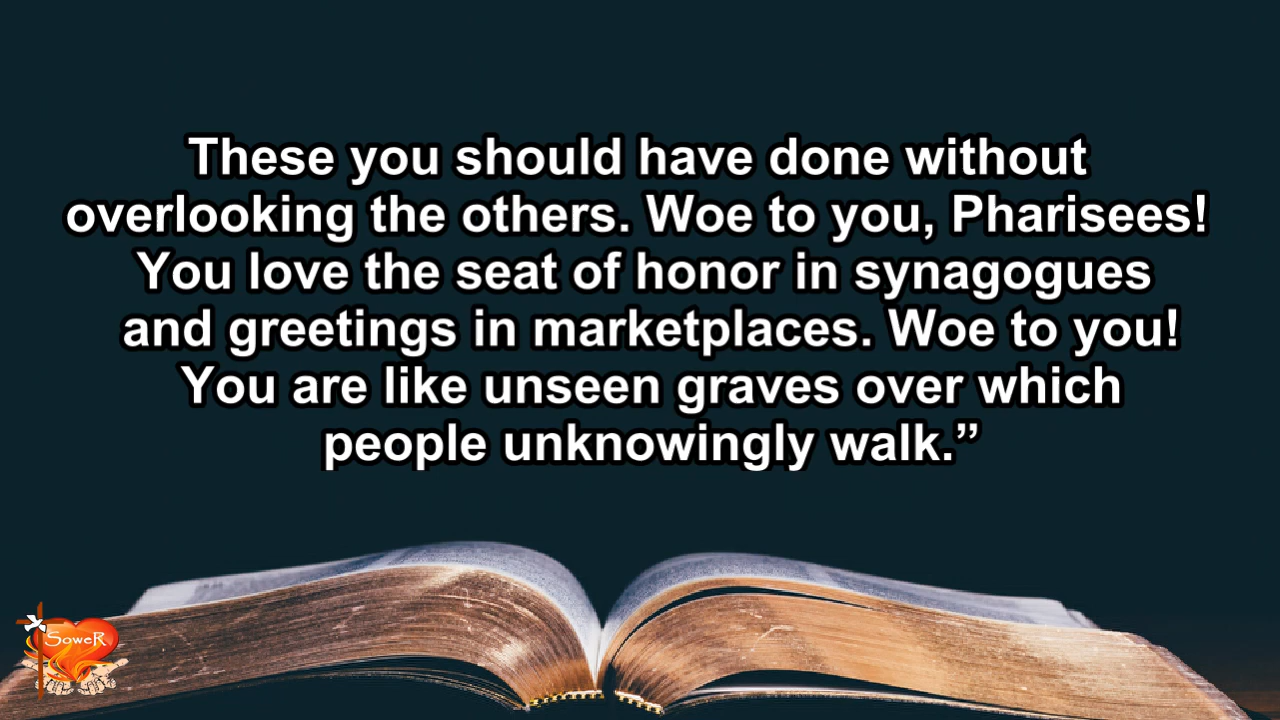 These you should have done without
overlooking the others. Woe to you, Pharisees!
You love the seat of honor in synagogues
and greetings in marketplaces. Woe to you!
You are like unseen graves over which
people unknowingly walk.”
SoweR